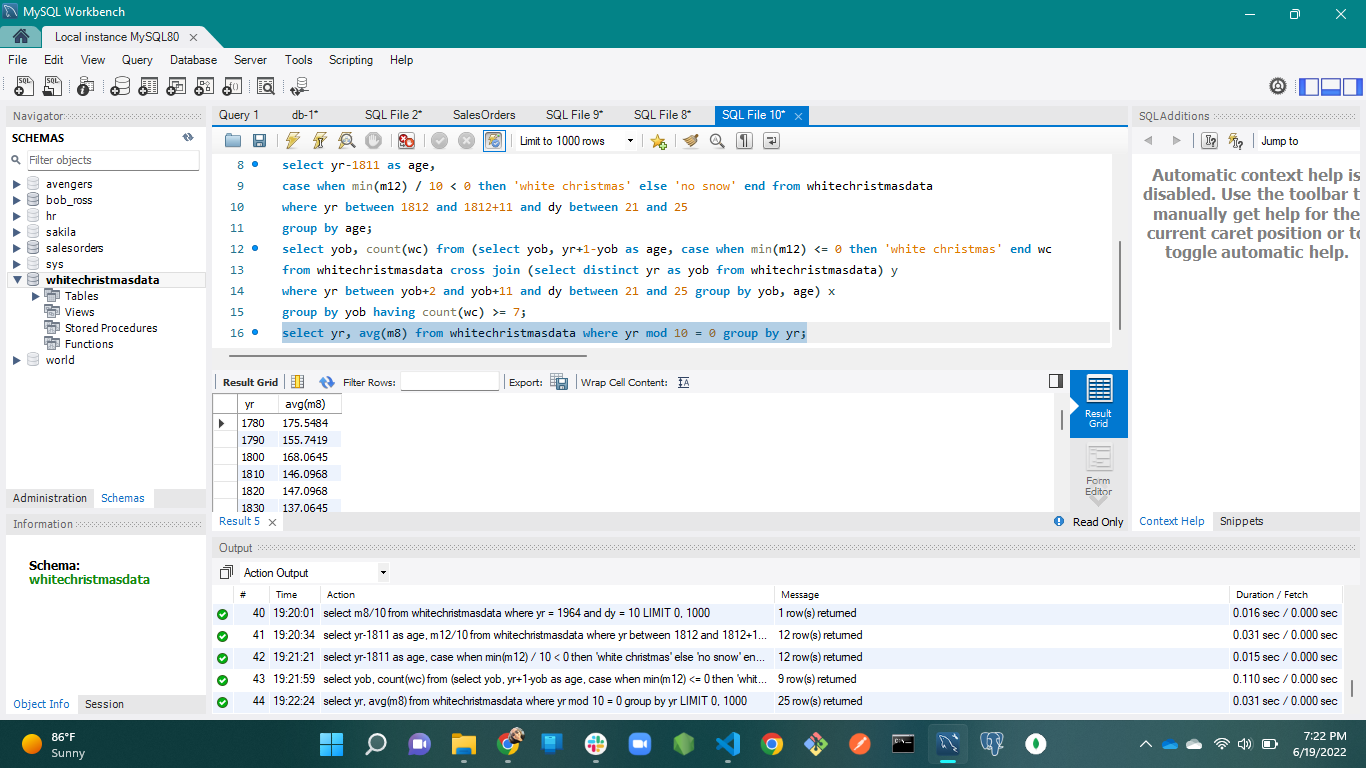 MySQL Workbench
Local instance MySQL80
File Edit View Query Database Server Tools Scripting Help
Navigator
SCHEMAS
Filter objects
avengers
bob_ross
hr
sakila
salesorders
sys
whitechristmasdata
Tables
Views
Stored Procedures
Functions
world
Administration Schemas
Information
Schema:
whitechristmasdata
Object Info Session
Query 1 db-1* SQL File 2* SalesOrders SQL File 9* SQL File 8* SQL File 10*
Limit to 1000 rows
8 select yr-1811 as age,
9 case when min(m12) / 10 < 0 then 'white christmas' else 'no snow' end from whitechristmasdata
10 where yr between 1812 and 1812+11 and dy between 21 and 25
11 group by age;
12 select yob, count(wc) from (select yob, yr+1-yob as age, case when min(m12) <= 0 then 'white christmas' end wc
13 from whitechristmasdata cross join (select distinct yr as yob from whitechristmasdata) y
14 where yr between yob+2 and yob+11 and dy between 21 and 25 group by yob, age) x
15 group by yob having count(wc) >= 7;
16 select yr, avg(m8) from whitechristmasdata where yr mod 10 = 0 group by yr;
Result Grid Filter Rows: Export: Wrap Cell Content:
yr avg(m8)
1780 175.5484
1790 155.7419
1800 168.0645
1810 146.0968
1820 147.0968
1830 137.0645
Result
Grid
Form
Editor
Result 5
Read Only
SQLAdditions
Jump to
Automatic context help is
disabled. Use the toolbar t
manually get help for the
current caret position or to
toggle automatic help.
Context Help Snippets
Output
Action Output
# Time Action Message Duration / Fetch
40 19:20:01 select m8/10 from whitechristmasdata where yr = 1964 and dy = 10 LIMIT 0, 1000 1 row(s) returned 0.016 sec / 0.000 sec
41 19:20:34 select yr-1811 as age, m12/10 from whitechristmasdata where yr between 1812 and 1812+1... 12 row(s) returned 0.031 sec / 0.000 sec
42 19:21:21 select yr-1811 as age, case when min(m12) / 10 < 0 then 'white christmas' else 'no snow' en... 12 row(s) returned 0.015 sec / 0.000 sec
43 19:21:59 select yob, count(wc) from (select yob, yr+1-yob as age, case when min(m12) <= 0 then 'whit... 9 row(s) returned 0.110 sec / 0.000 sec
44 19:22:24 select yr, avg(m8) from whitechristmasdata where yr mod 10 = 0 group by yr LIMIT 0, 1000 25 row(s) returned 0.031 sec / 0.000 sec
86°F
Sunny
7:22 PM
6/19/2022